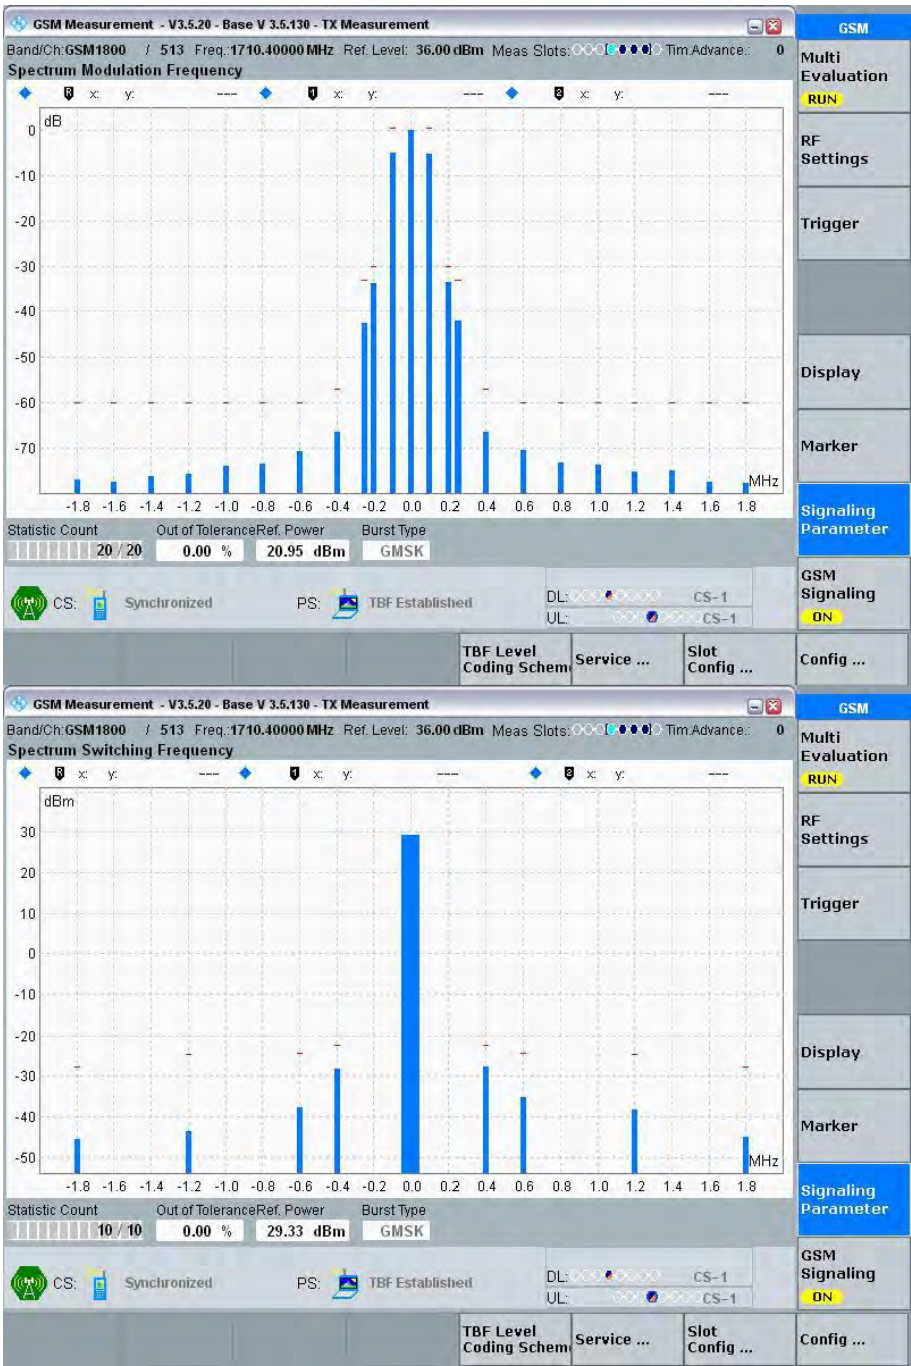 GSM Measurement - V3.5.20 - Base V 3.5.130 - TX Measurement
GSM
Band/Ch:GSM1800 / 513 Freq.:1710.40000 MHz Ref. Level: 36.00 dBm Meas Slots: Tim.Advance.: 0
Spectrum Modulation Frequency
Multi
Evaluation
RUN
R x: y: --- 1 x: y: --- 2 x: y: ---
dB
0
-10
-20
-30
-40
-50
-60
-70
MHz
-1.8 -1.6 -1.4 -1.2 -1.0 -0.8 -0.6 -0.4 -0.2 0.0 0.2 0.4 0.6 0.8 1.0 1.2 1.4 1.6 1.8
RF
Settings
Trigger
Display
Marker
Signaling
Parameter
Statistic Count Out of Tolerance Ref. Power Burst Type
20 / 20 0.00 % 20.95 dBm GMSK
GSM
Signaling
ON
CS: Synchronized PS: TBF Established
DL: CS-1
UL: CS-1
TBF Level
Coding Schem
Service ...
Slot
Config ...
Config ...
GSM Measurement - V3.5.20 - Base V 3.5.130 - TX Measurement
GSM
Band/Ch:GSM1800 / 513 Freq.:1710.40000 MHz Ref. Level: 36.00 dBm Meas Slots: Tim.Advance.: 0
Spectrum Switching Frequency
Multi
Evaluation
RUN
R x: y: --- 1 x: y: --- 2 x: y: ---
dBm
30
20
10
0
-10
-20
-30
-40
-50
MHz
-1.8 -1.6 -1.4 -1.2 -1.0 -0.8 -0.6 -0.4 -0.2 0.0 0.2 0.4 0.6 0.8 1.0 1.2 1.4 1.6 1.8
RF
Settings
Trigger
Display
Marker
Signaling
Parameter
Statistic Count Out of Tolerance Ref. Power Burst Type
10 / 10 0.00 % 29.33 dBm GMSK
GSM
Signaling
ON
CS: Synchronized PS: TBF Established
DL: CS-1
UL: CS-1
TBF Level
Coding Schem
Service ...
Slot
Config ...
Config ...